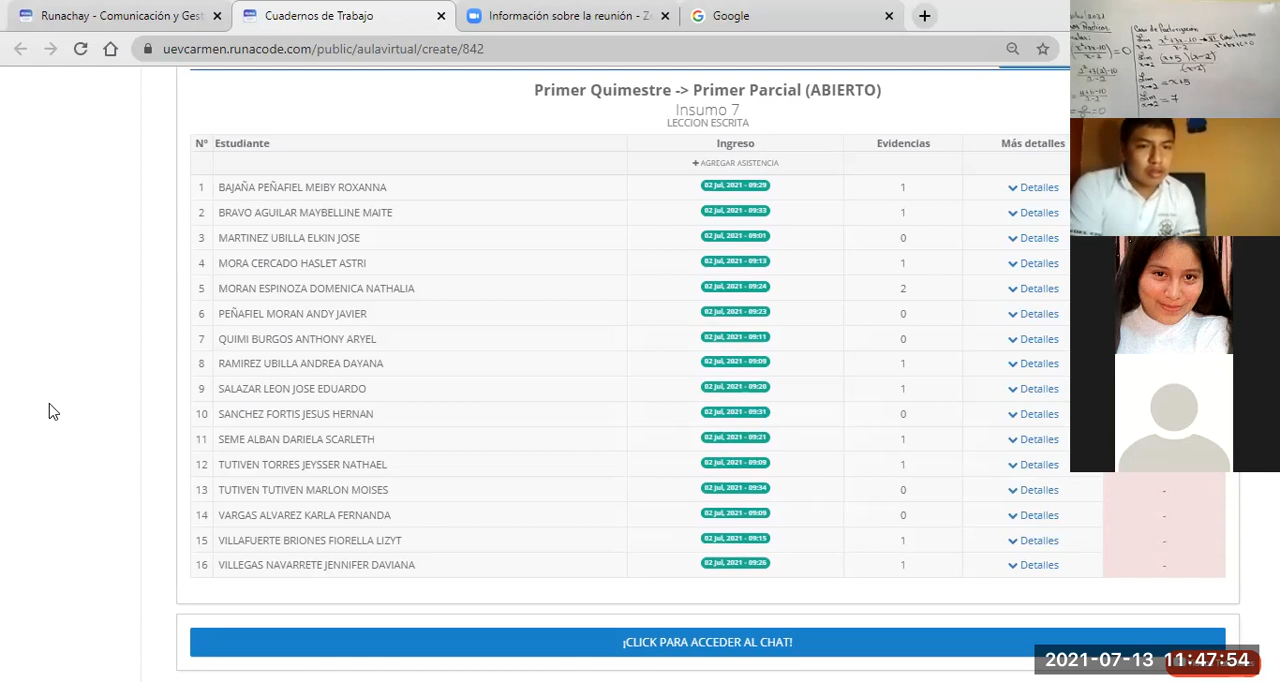 Runachay – Comunicación y Gest
Cuadernos de Trabajo
Información sobre la reunión - Zo
Google
uevcarmen.runacode.com/public/aulavirtual/create/842
Primer Quimestre -> Primer Parcial (ABIERTO)
Insumo 7
LECCION ESCRITA
N° Estudiante Ingreso Evidencias Más detalles
+ AGREGAR ASISTENCIA
1 BAJAÑA PEÑAFIEL MEIBY ROXANNA 02 Jul, 2021 - 09:29 1 Detalles
2 BRAVO AGUILAR MAYBELLINE MAITE 02 Jul, 2021 - 09:33 1 Detalles
3 MARTINEZ UBILLA ELKIN JOSE 02 Jul, 2021 - 09:01 0 Detalles
4 MORA CERCADO HASLET ASTRI 02 Jul, 2021 - 09:13 1 Detalles
5 MORAN ESPINOZA DOMENICA NATHALIA 02 Jul, 2021 - 09:24 2 Detalles
6 PEÑAFIEL MORAN ANDY JAVIER 02 Jul, 2021 - 09:23 0 Detalles
7 QUIMI BURGOS ANTHONY ARYEL 02 Jul, 2021 - 09:11 0 Detalles
8 RAMIREZ UBILLA ANDREA DAYANA 02 Jul, 2021 - 09:09 1 Detalles
9 SALAZAR LEON JOSE EDUARDO 02 Jul, 2021 - 09:20 1 Detalles
10 SANCHEZ FORTIS JESUS HERNAN 02 Jul, 2021 - 09:31 0 Detalles
11 SEME ALBAN DARIELA SCARLETH 02 Jul, 2021 - 09:21 1 Detalles
12 TUTIVEN TORRES JEYSSER NATHAEL 02 Jul, 2021 - 09:09 1 Detalles
13 TUTIVEN TUTIVEN MARLON MOISES 02 Jul, 2021 - 09:34 0 Detalles -
14 VARGAS ALVAREZ KARLA FERNANDA 02 Jul, 2021 - 09:09 0 Detalles -
15 VILLAFUERTE BRIONES FIORELLA LIZYT 02 Jul, 2021 - 09:15 1 Detalles -
16 VILLEGAS NAVARRETE JENNIFER DAVIANA 02 Jul, 2021 - 09:26 1 Detalles -
¡CLICK PARA ACCEDER AL CHAT!
2021-07-13 11:47:54
(x+5)(x-2)
(x-2)
= x+5
= 7